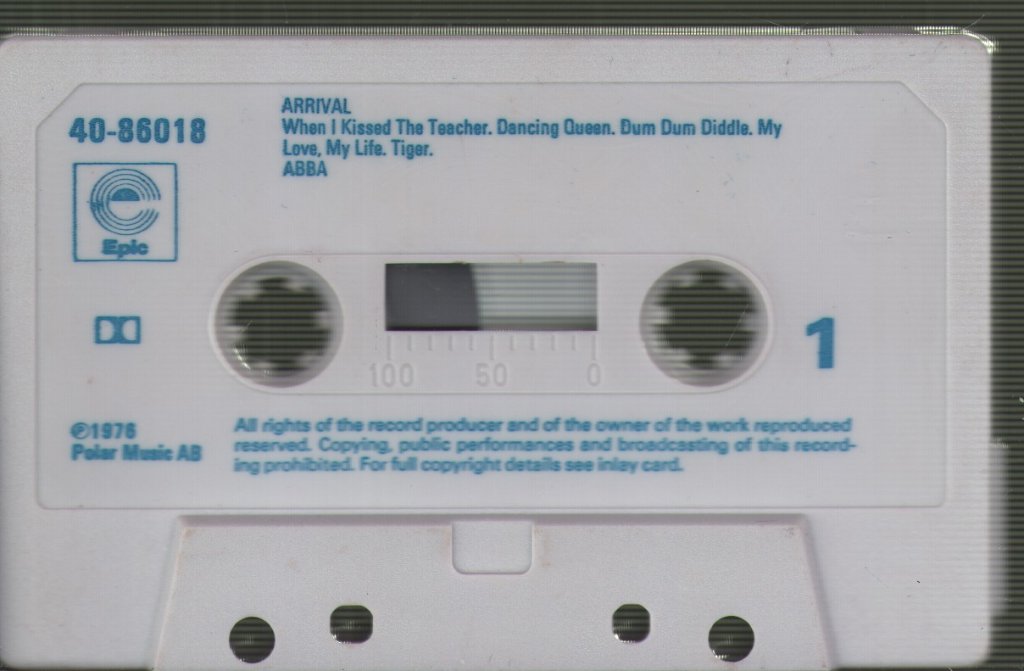 40-86018
ARRIVAL
When I Kissed The Teacher. Dancing Queen. Dum Dum Diddle. My
Love, My Life. Tiger.
ABBA
Epic
1
100 50 0
℗1976
Polar Music AB
All rights of the record producer and of the owner of the work reproduced
reserved. Copying, public performances and broadcasting of this record-
ing prohibited. For full copyright details see inlay card.